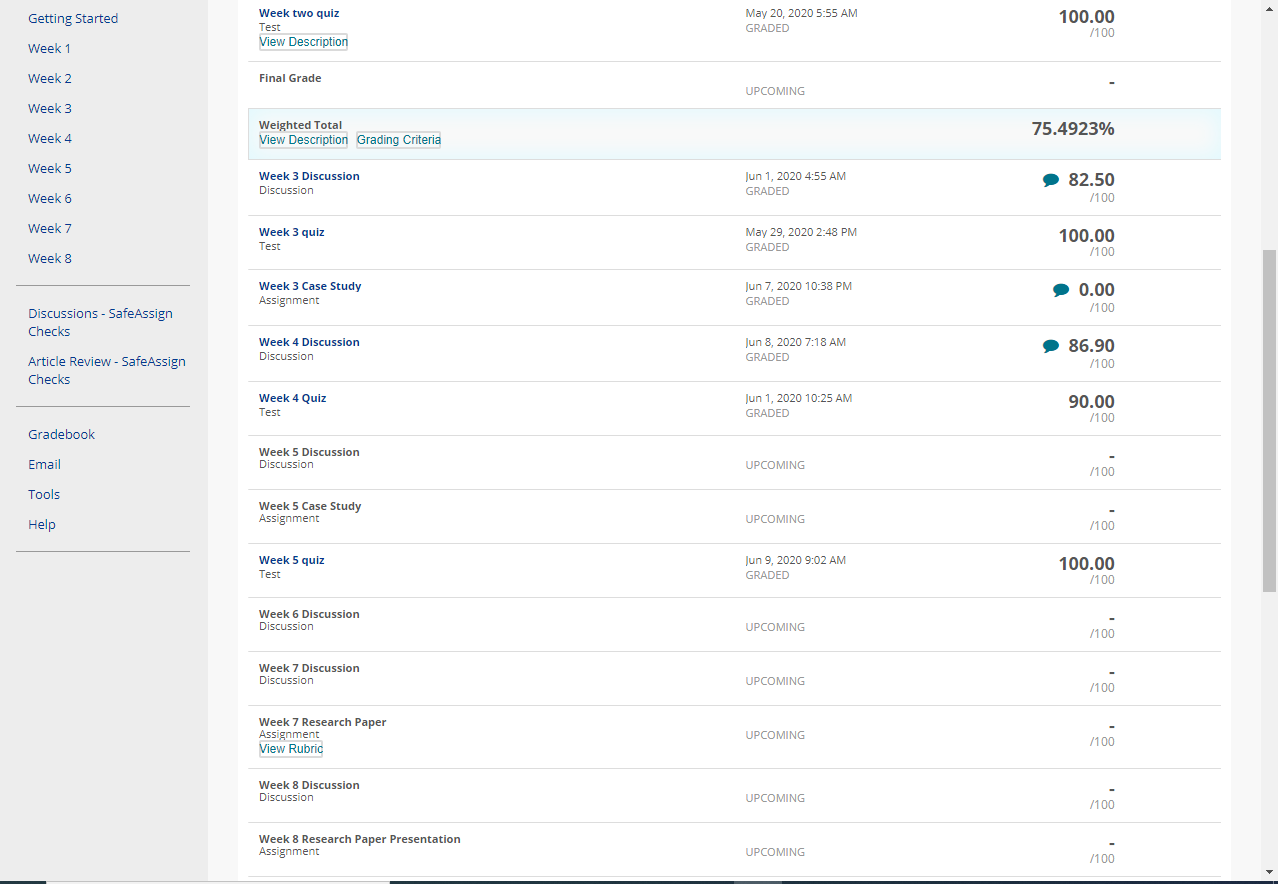 Getting Started
Week 1
Week 2
Week 3
Week 4
Week 5
Week 6
Week 7
Week 8
Discussions - SafeAssign
Checks
Article Review - SafeAssign
Checks
Gradebook
Email
Tools
Help
Week two quiz May 20, 2020 5:55 AM 100.00
Test GRADED /100
View Description
Final Grade -
UPCOMING
Weighted Total 75.4923%
View Description Grading Criteria
Week 3 Discussion Jun 1, 2020 4:55 AM 82.50
Discussion GRADED /100
Week 3 quiz May 29, 2020 2:48 PM 100.00
Test GRADED /100
Week 3 Case Study Jun 7, 2020 10:38 PM 0.00
Assignment GRADED /100
Week 4 Discussion Jun 8, 2020 7:18 AM 86.90
Discussion GRADED /100
Week 4 Quiz Jun 1, 2020 10:25 AM 90.00
Test GRADED /100
Week 5 Discussion -
Discussion UPCOMING /100
Week 5 Case Study -
Assignment UPCOMING /100
Week 5 quiz Jun 9, 2020 9:02 AM 100.00
Test GRADED /100
Week 6 Discussion -
Discussion UPCOMING /100
Week 7 Discussion -
Discussion UPCOMING /100
Week 7 Research Paper -
Assignment UPCOMING /100
View Rubric
Week 8 Discussion -
Discussion UPCOMING /100
Week 8 Research Paper Presentation -
Assignment UPCOMING /100